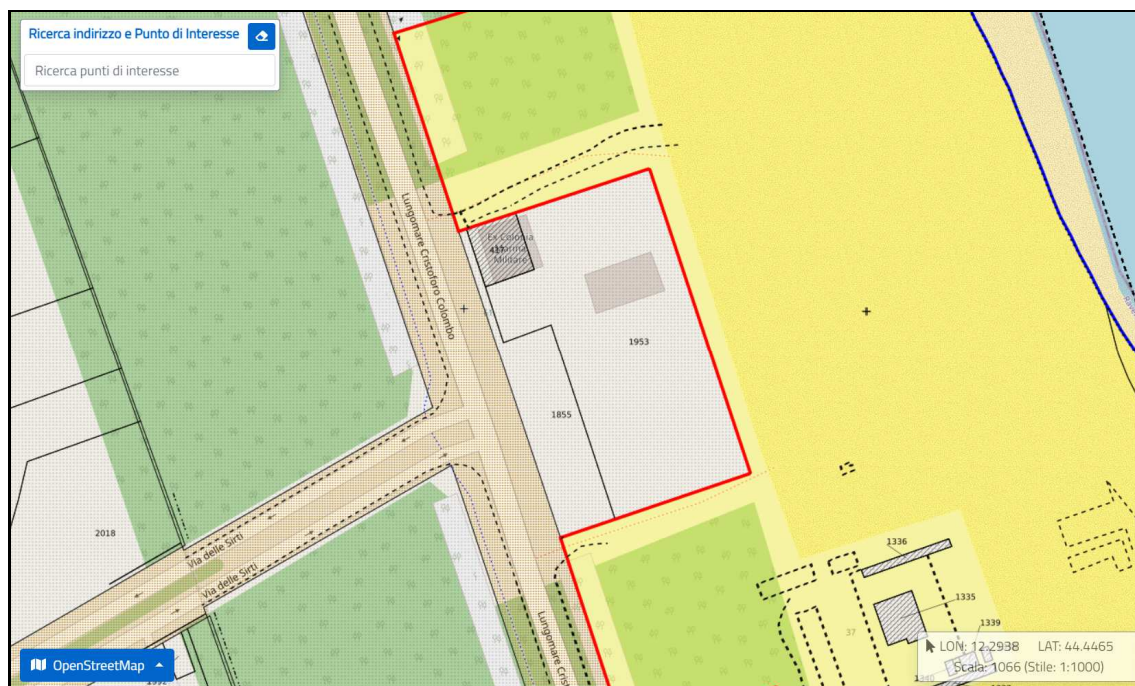 Ricerca indirizzo e Punto di Interesse
Ricerca punti di interesse
Lungomare Cristoforo Colombo
Ex Colonia
Marina
Militare
1953
1855
2018
Via delle Sirti
Via delle Sirti
Lungomare Cris
1336
1335
1339
37
LON: 12.2938 LAT: 44.4465
Scala: 1066 (Stile: 1:1000)
OpenStreetMap